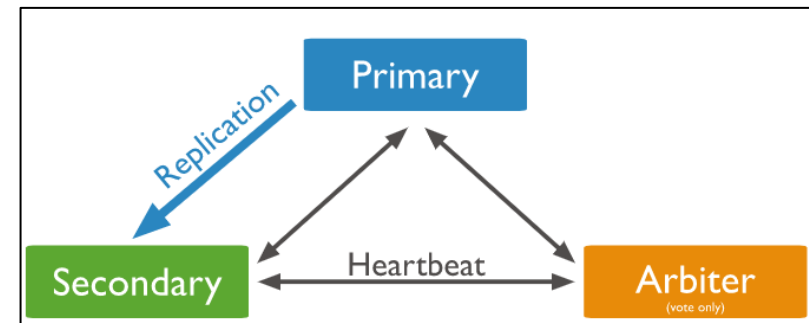 Primary
Replication
Heartbeat
Secondary
Arbiter
(vote only)